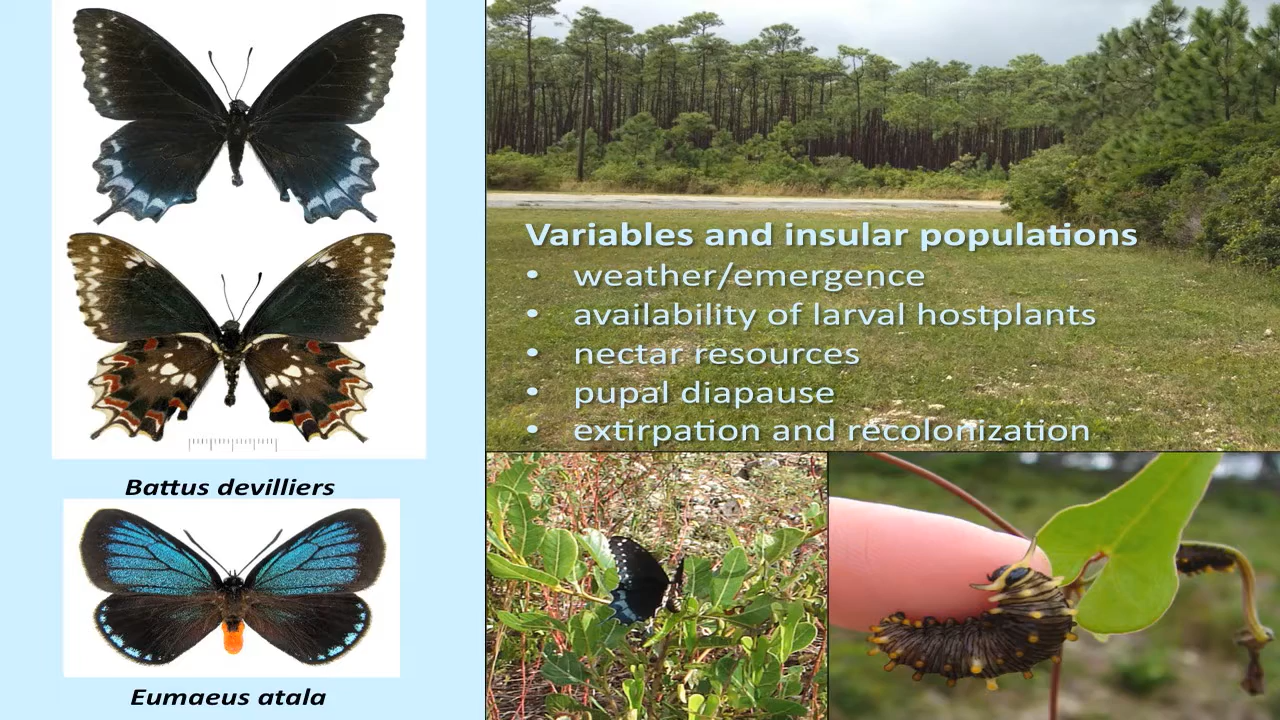 Battus devilliers
Eumaeus atala
Variables and insular populations
• weather/emergence
• availability of larval hostplants
• nectar resources
• pupal diapause
• extirpation and recolonization